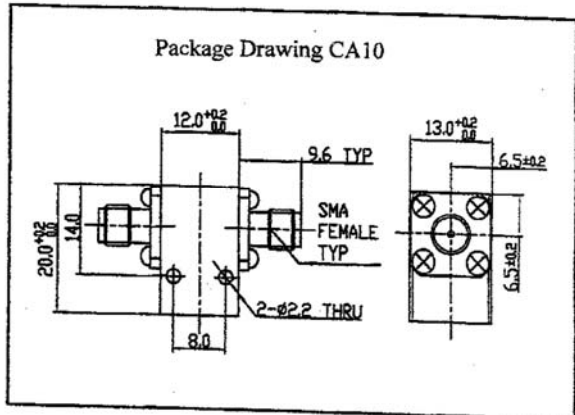 Package Drawing CA10
12.0 +0.2 0.0
9.6 TYP
20.0 +0.2 0.0
14.0
SMA
FEMALE
TYP
2-Ø2.2 THRU
8.0
13.0 +0.2 0.0
6.5±0.2
6.5±0.2